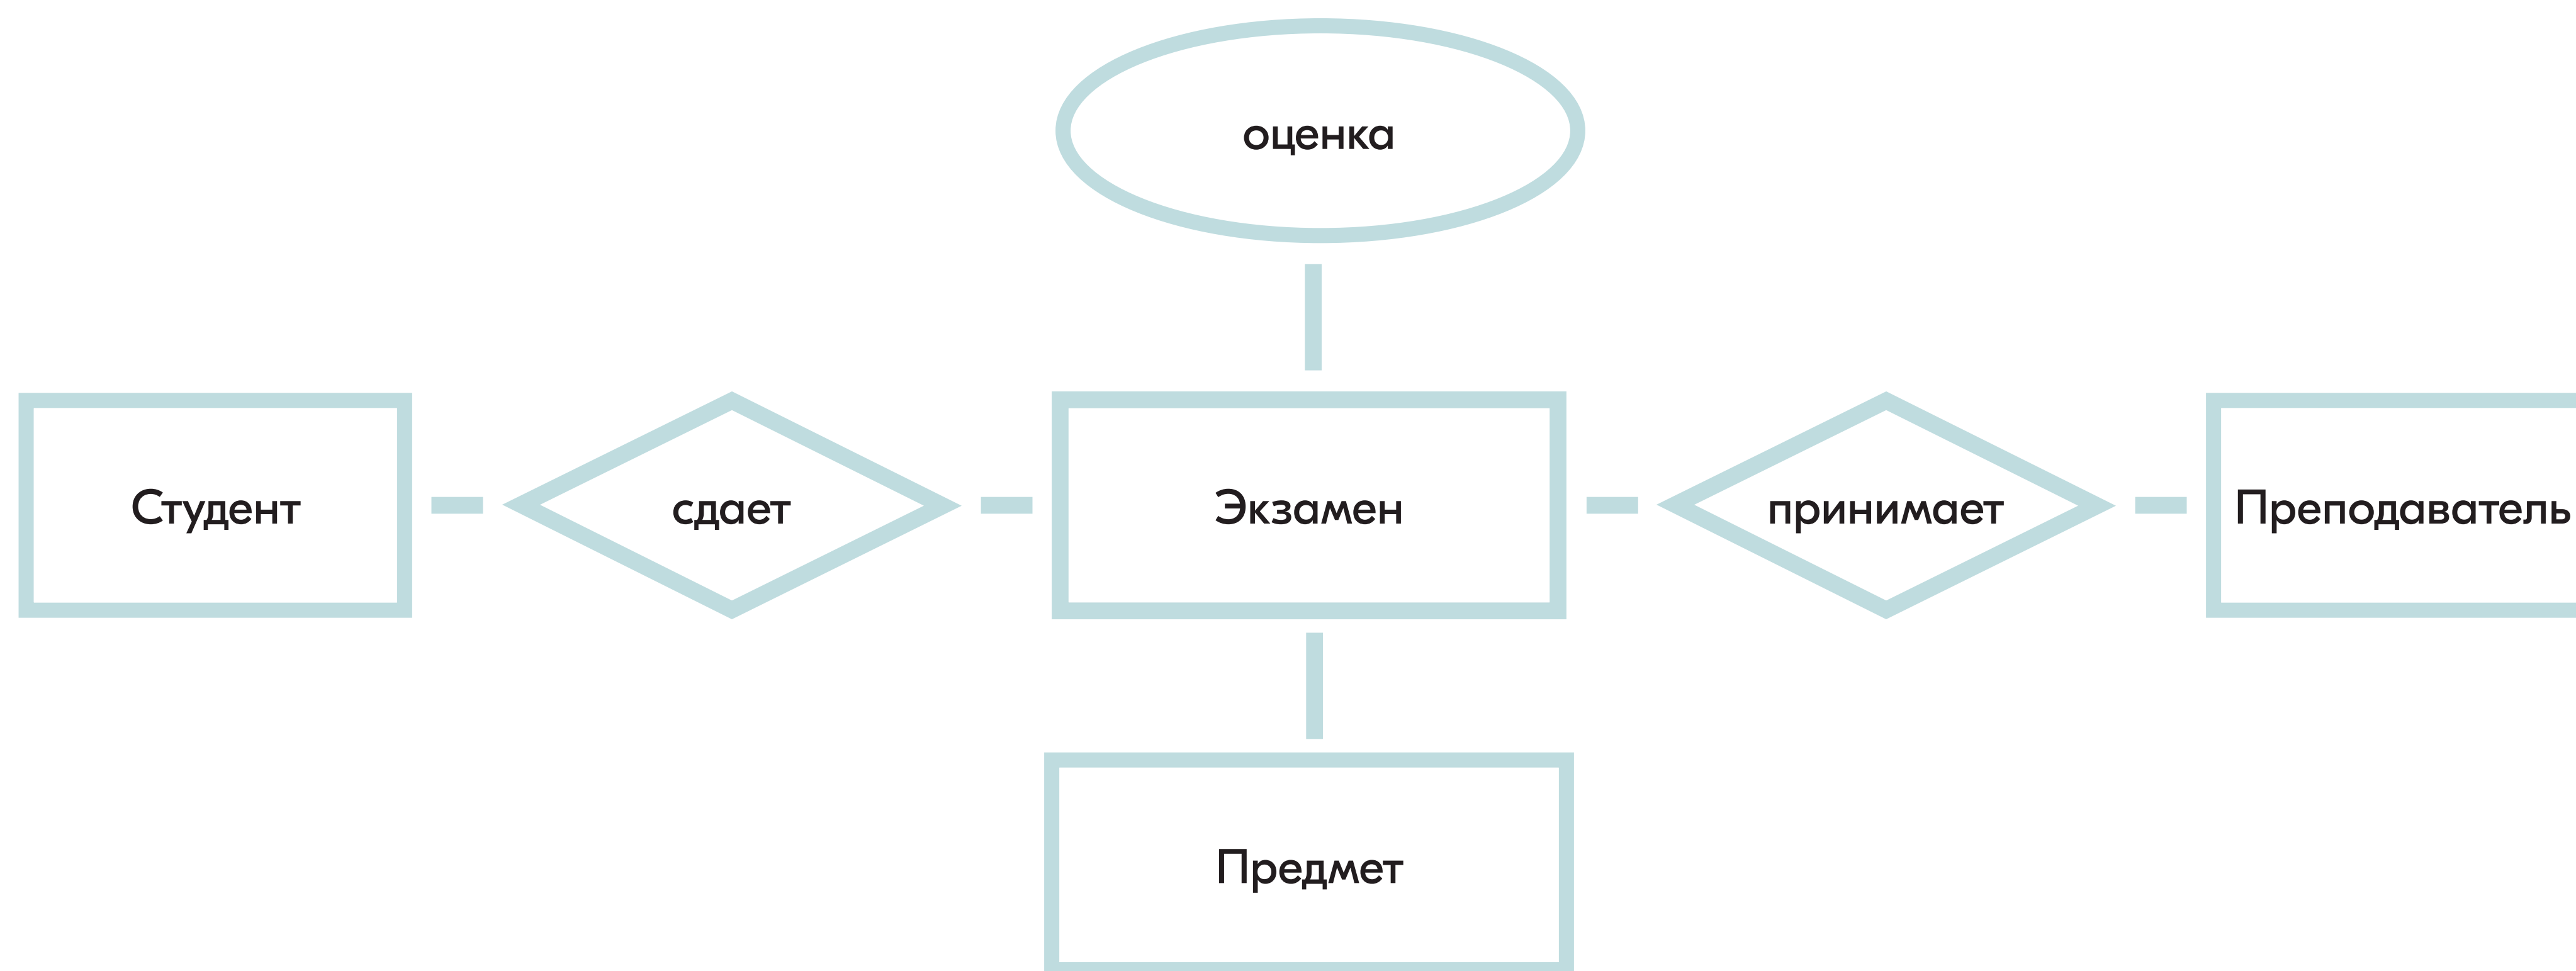 оценка
Студент
сдает
Экзамен
принимает
Преподаватель
Предмет